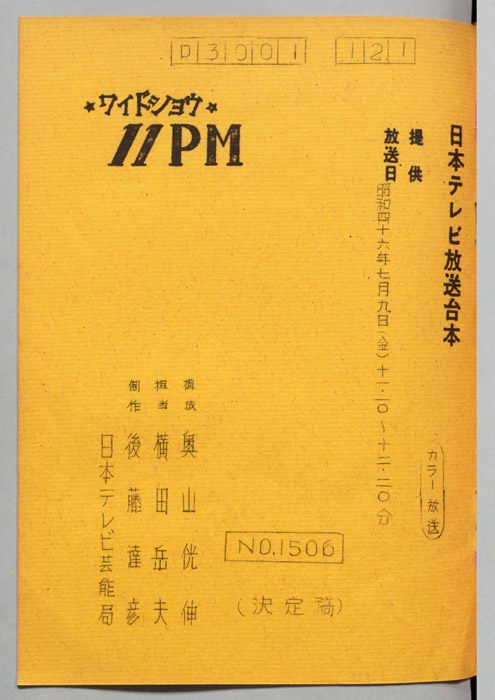 D3001 121
日本テレビ放送台本
提供
放送日 昭和四十六年七月九日(金)十一・二〇〜十二・二〇分
カラー放送
★ワイドショウ★
11PM
構成 奥山侊伸
担当 横田岳夫
制作 後藤達彦
日本テレビ芸能局
NO.1506
(決定稿)